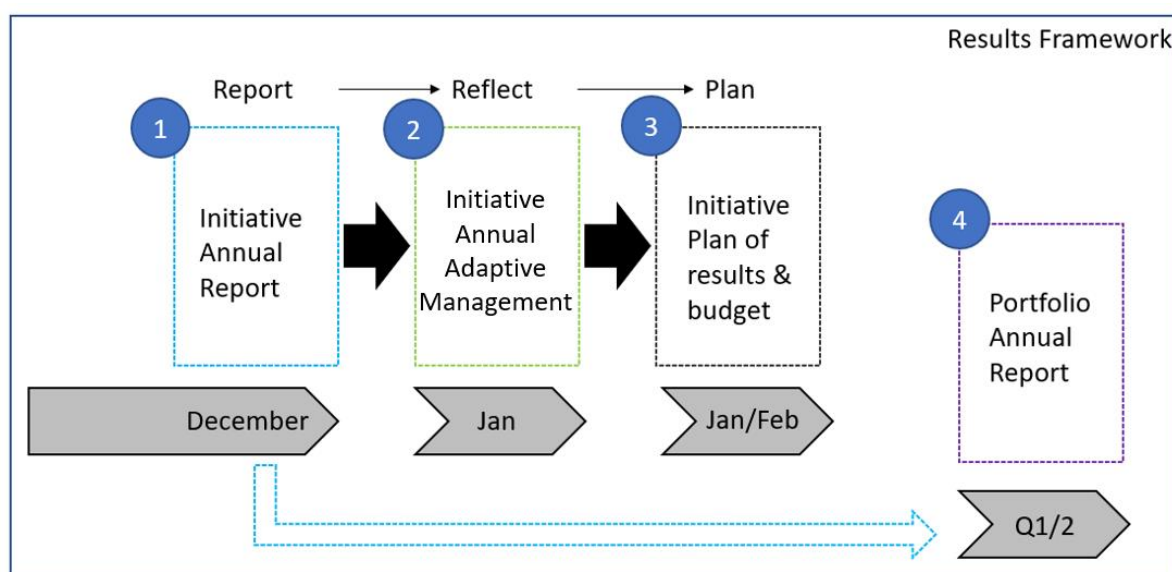 Results Framework
Report
Reflect
Plan
1
2
3
4
Initiative
Annual
Report
Initiative
Annual
Adaptive
Management
Initiative
Plan of
results &
budget
Portfolio
Annual
Report
December
Jan
Jan/Feb
Q1/2